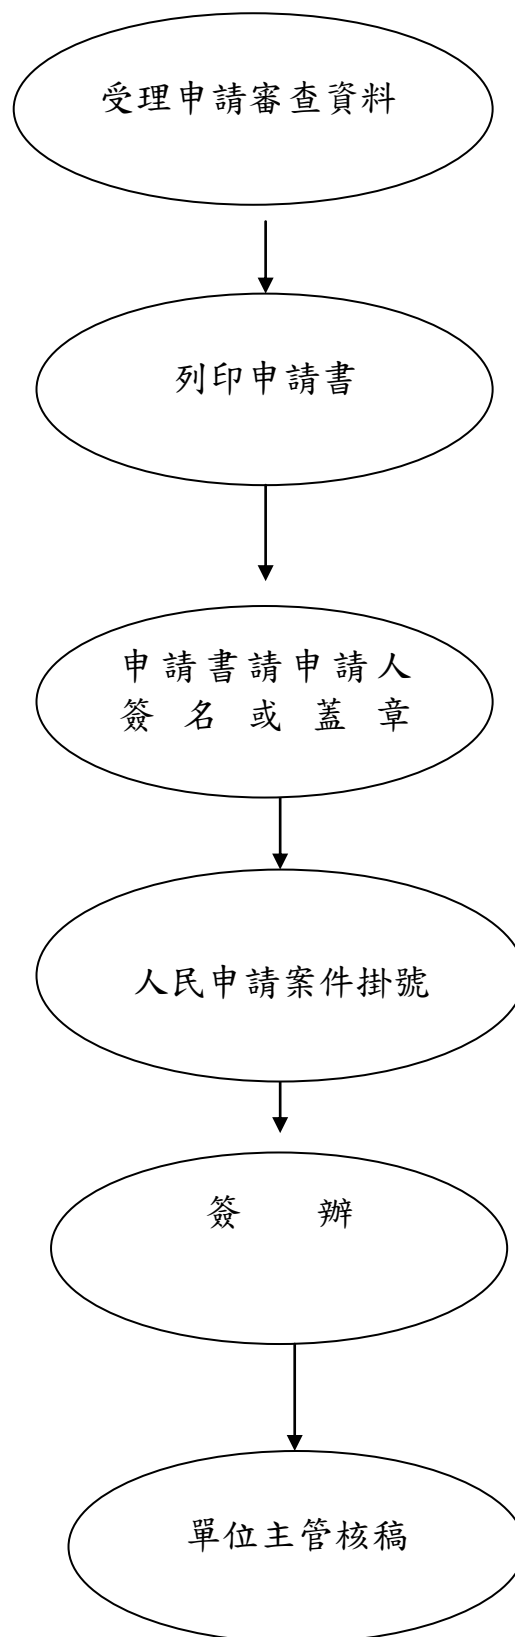 受理申請審查資料
列印申請書
申請書請申請人
簽名或蓋章
人民申請案件掛號
簽 辦
單位主管核稿